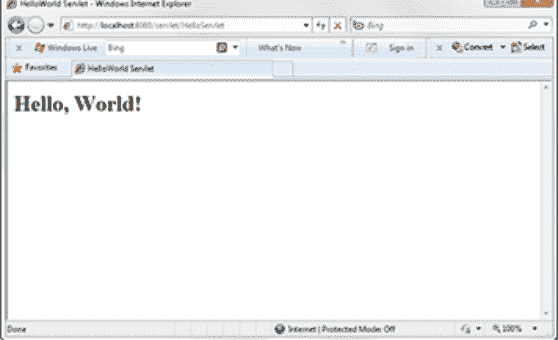 HelloWorld Servlet - Windows Internet Explorer
http://localhost:8080/servlet/HelloServlet
Bing
Windows Live Bing What's New Sign in Convert Select
Favorites HelloWorld Servlet
Hello, World!
Done Internet | Protected Mode: Off 100%